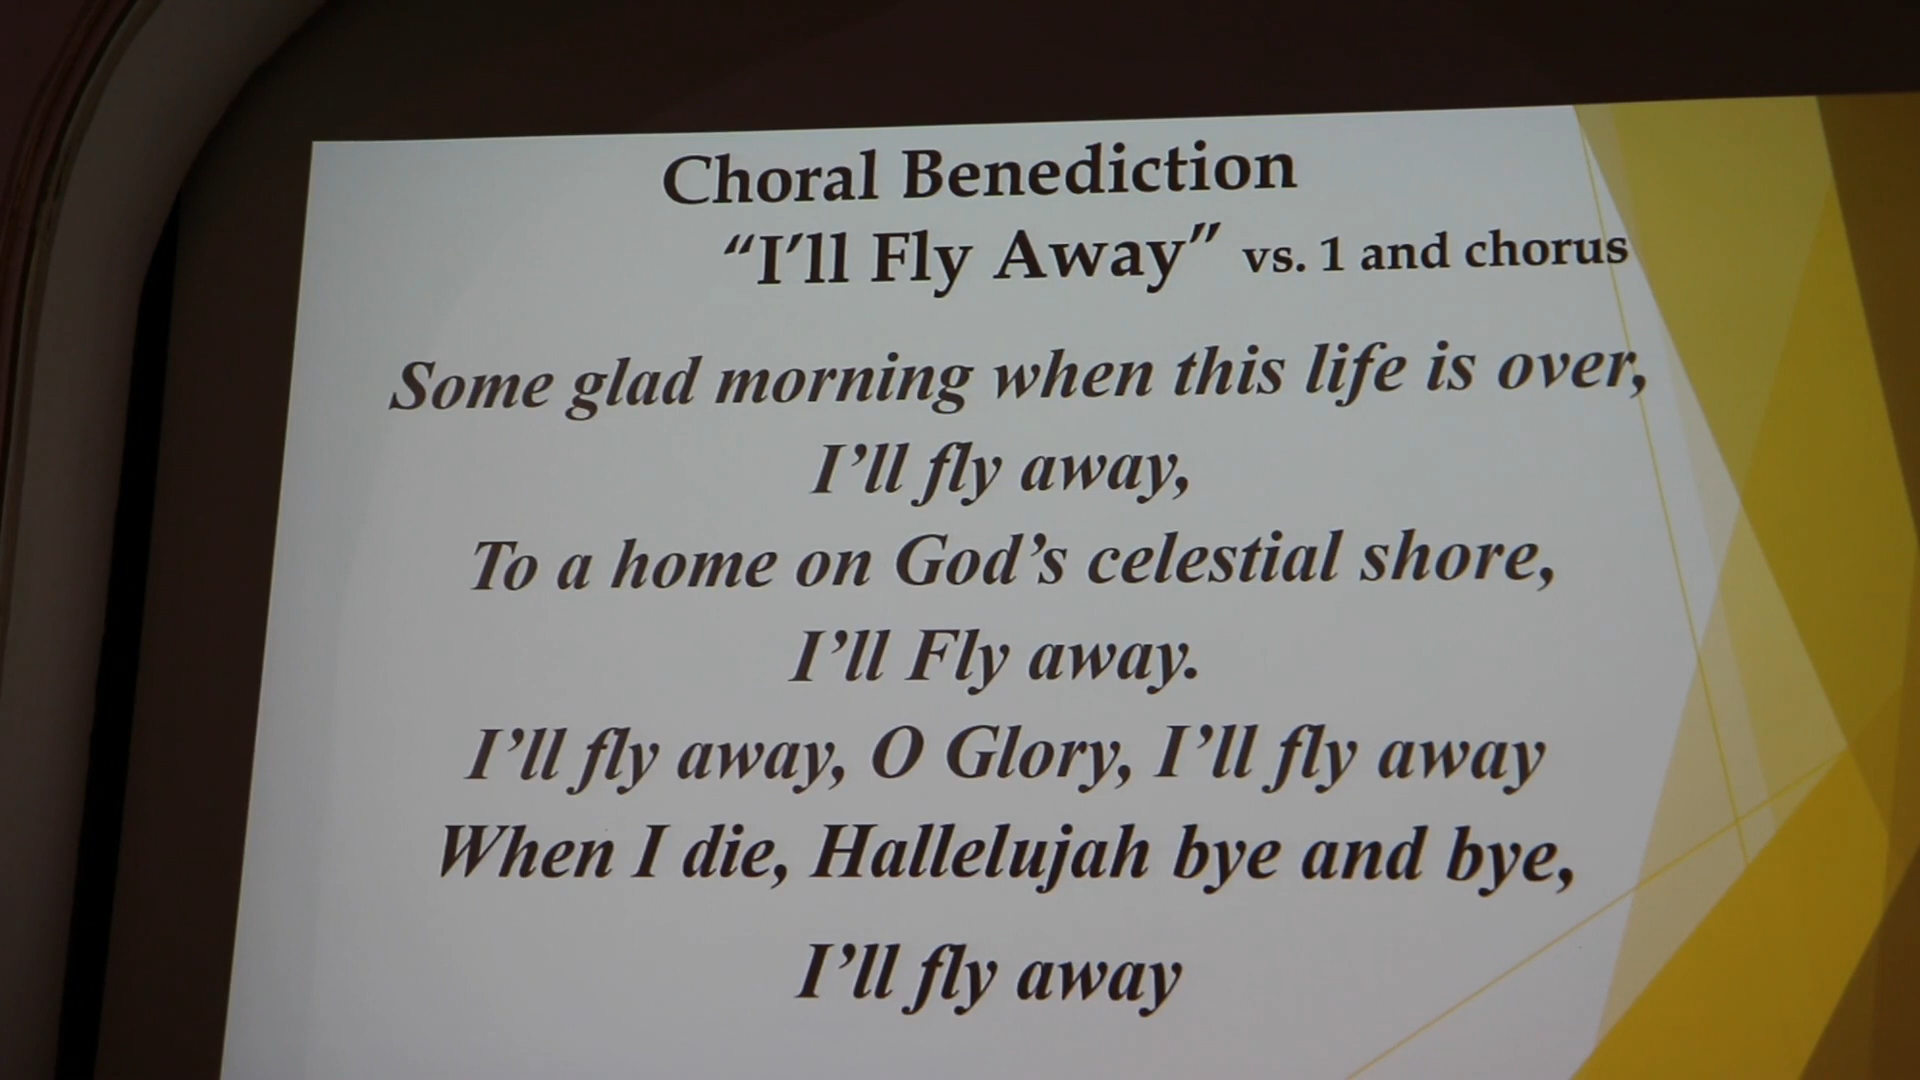 Choral Benediction
“I’ll Fly Away” vs. 1 and chorus
Some glad morning when this life is over,
I’ll fly away,
To a home on God’s celestial shore,
I’ll Fly away.
I’ll fly away, O Glory, I’ll fly away
When I die, Hallelujah bye and bye,
I’ll fly away